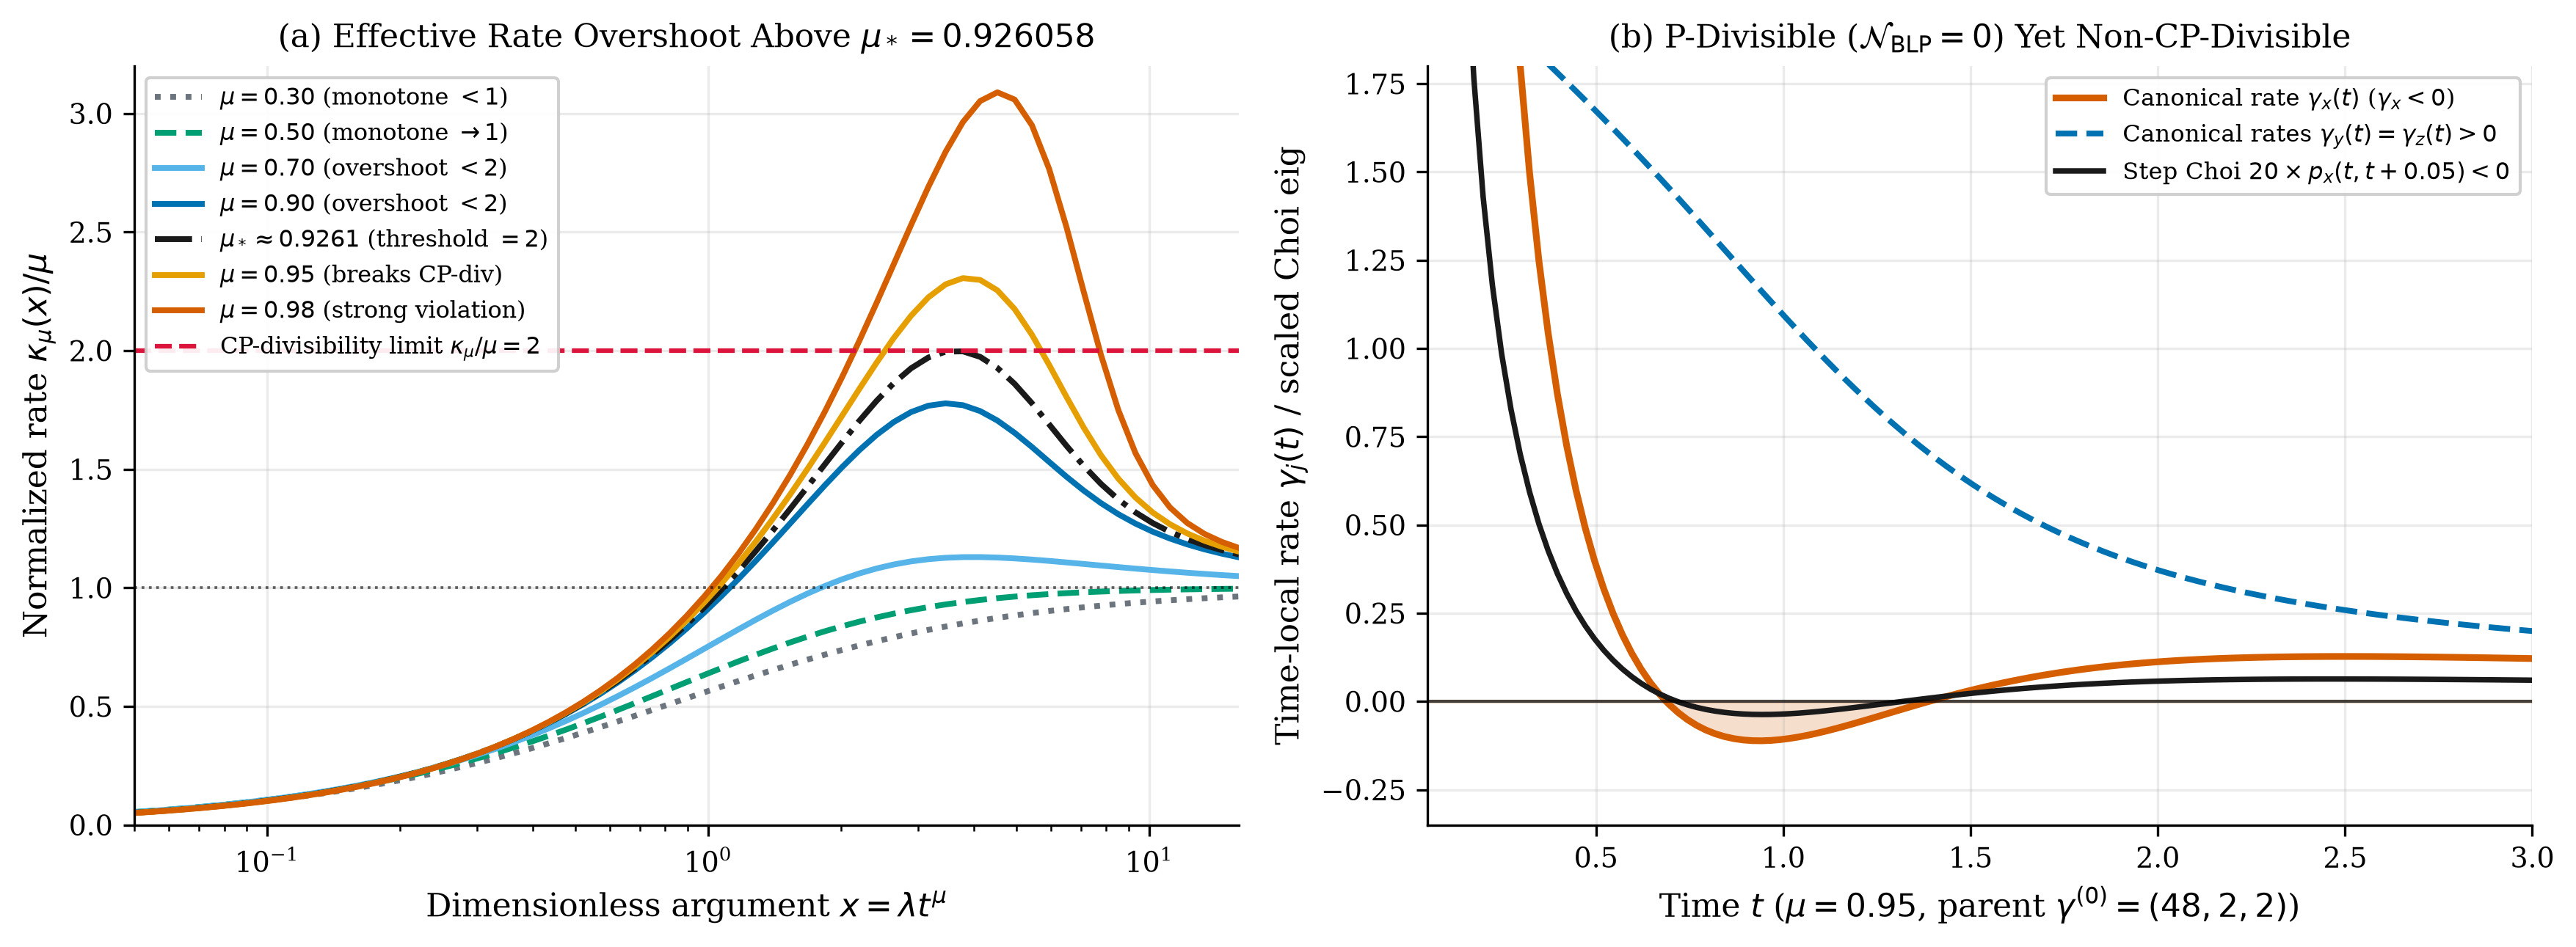 (a) Effective Rate Overshoot Above μ∗ = 0.926058
Normalized rate κμ(x)/μ
3.0
2.5
2.0
1.5
1.0
0.5
0.0
μ = 0.30 (monotone < 1)
μ = 0.50 (monotone → 1)
μ = 0.70 (overshoot < 2)
μ = 0.90 (overshoot < 2)
μ∗ ≈ 0.9261 (threshold = 2)
μ = 0.95 (breaks CP-div)
μ = 0.98 (strong violation)
CP-divisibility limit κμ/μ = 2
10⁻¹ 10⁰ 10¹
Dimensionless argument x = λtᵘ
(b) P-Divisible (𝒩BLP = 0) Yet Non-CP-Divisible
Time-local rate γj(t) / scaled Choi eig
1.75
1.50
1.25
1.00
0.75
0.50
0.25
0.00
−0.25
Canonical rate γx(t) (γx < 0)
Canonical rates γy(t) = γz(t) > 0
Step Choi 20 × px(t, t + 0.05) < 0
0.5 1.0 1.5 2.0 2.5 3.0
Time t (μ = 0.95, parent γ⁽⁰⁾ = (48, 2, 2))